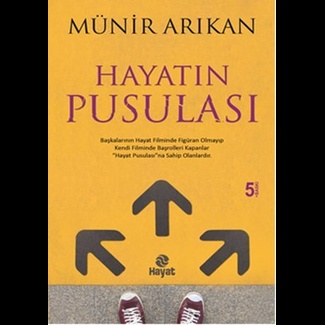 MÜNİR ARIKAN
HAYATIN
PUSULASI
Başkalarının Hayat Filminde Figüran Olmayıp
Kendi Filminde Başrolleri Kapanlar
"Hayat Pusulası"na Sahip Olanlardır.
5.
Hayat